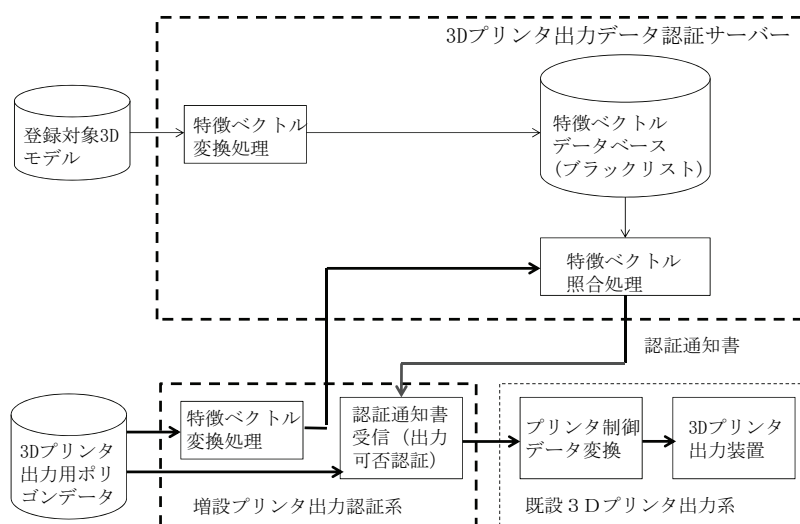 3Dプリンタ出力データ認証サーバー
登録対象3D
モデル
特徴ベクトル
変換処理
特徴ベクトル
データベース
(ブラックリスト)
特徴ベクトル
照合処理
認証通知書
3Dプリンタ
出力用ポリ
ゴンデータ
特徴ベクトル
変換処理
認証通知書
受信（出力
可否認証）
増設プリンタ出力認証系
プリンタ制御
データ変換
3Dプリンタ
出力装置
既設３Ｄプリンタ出力系